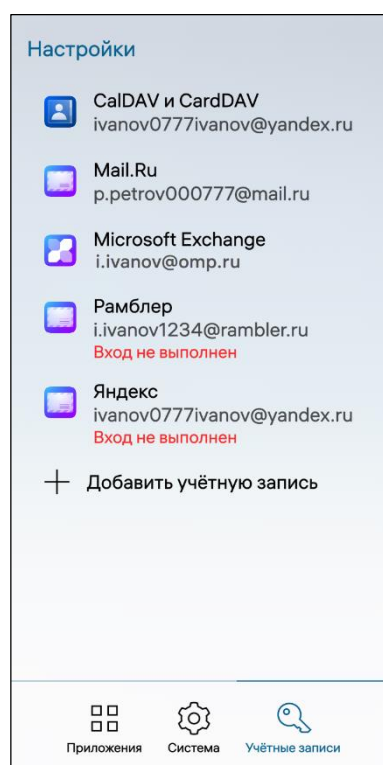 Настройки
CalDAV и CardDAV
ivanov0777ivanov@yandex.ru
Mail.Ru
p.petrov000777@mail.ru
Microsoft Exchange
i.ivanov@omp.ru
Рамблер
i.ivanov1234@rambler.ru
Вход не выполнен
Яндекс
ivanov0777ivanov@yandex.ru
Вход не выполнен
Добавить учётную запись
Приложения Система Учётные записи